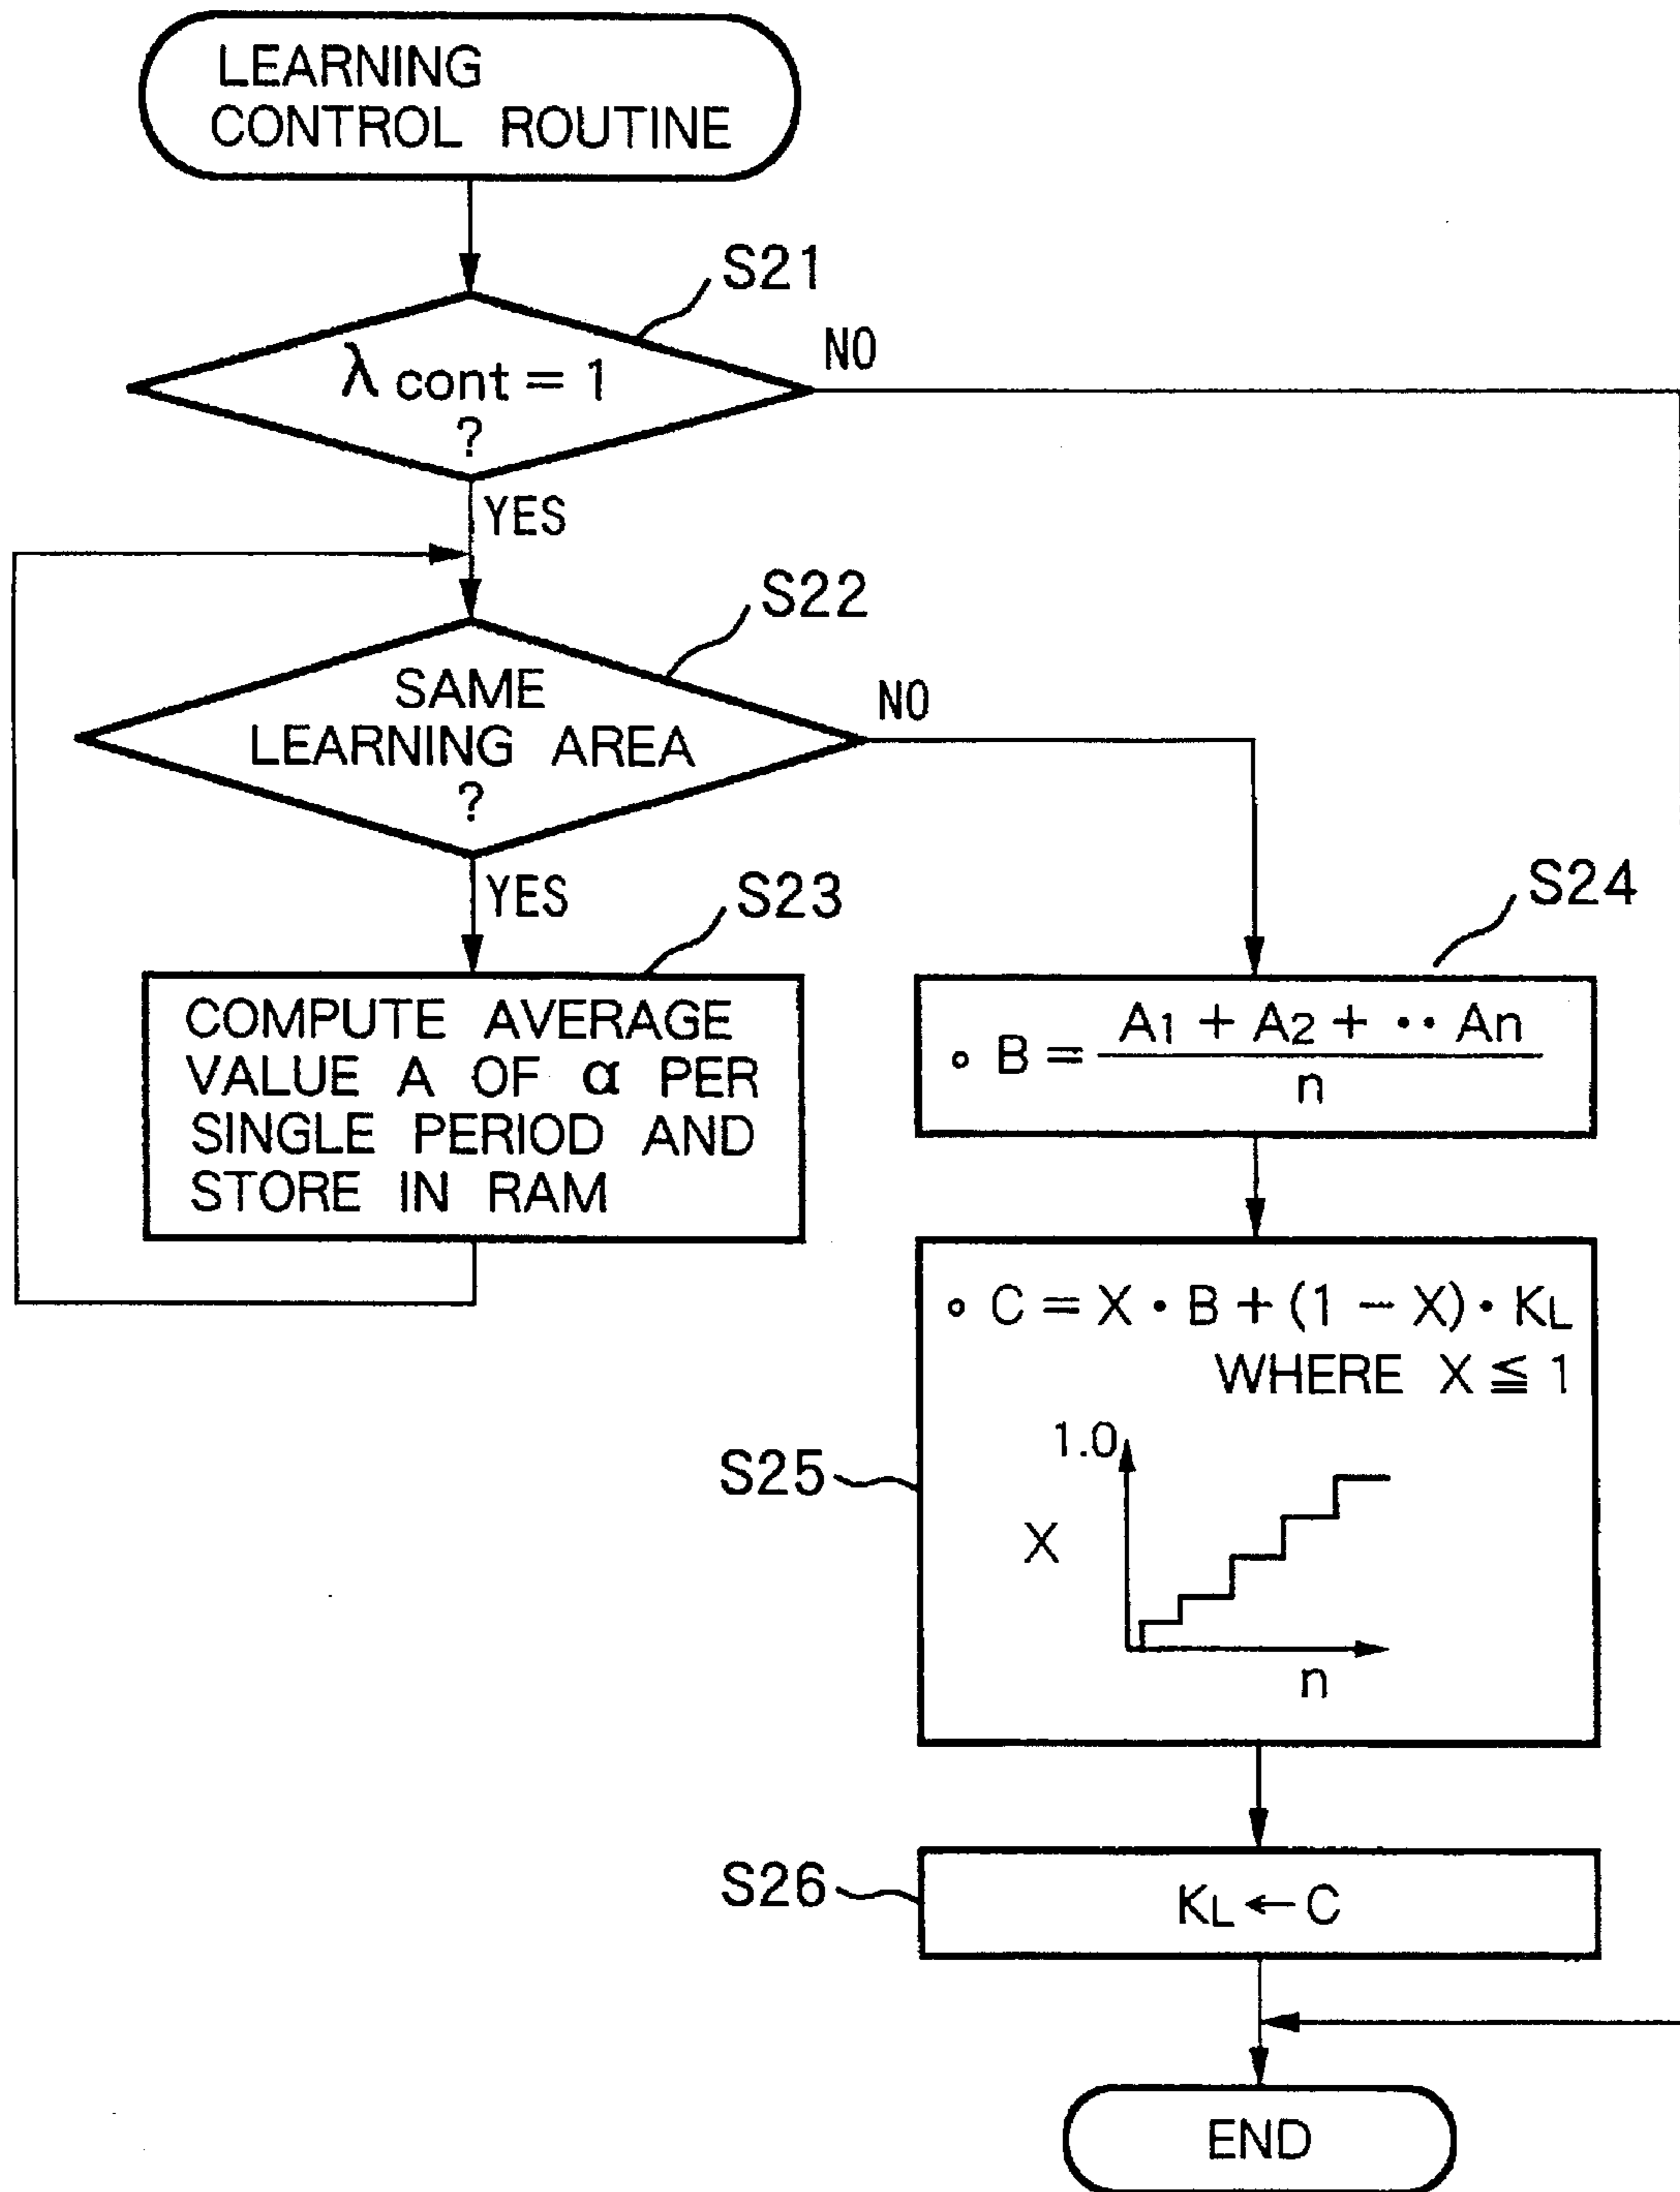 LEARNING
CONTROL ROUTINE
S21
λ cont = 1
?
NO
YES
S22
SAME
LEARNING AREA
?
NO
YES
S23
COMPUTE AVERAGE
VALUE A OF α PER
SINGLE PERIOD AND
STORE IN RAM
S24
∘ B = (A1 + A2 + ·· An) / n
S25
∘ C = X · B + (1 − X) · KL
WHERE X ≦ 1
1.0
X
n
S26
KL ← C
END